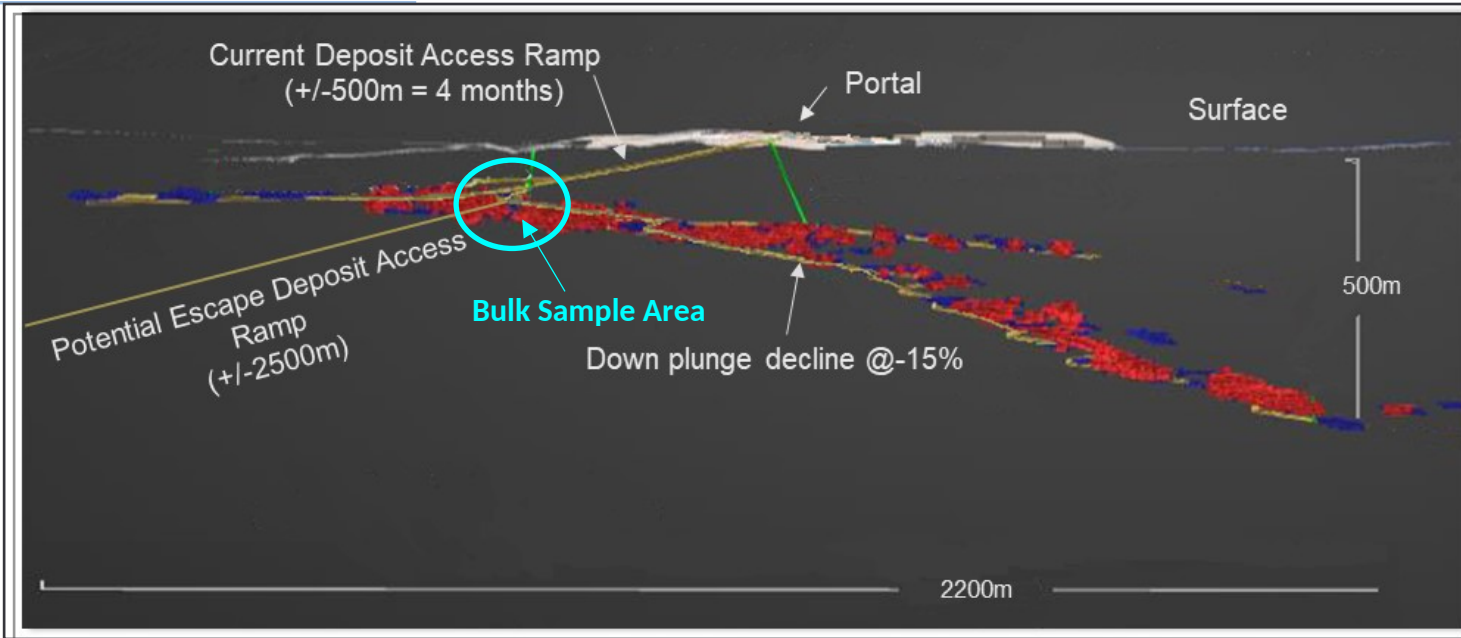 Current Deposit Access Ramp
(+/-500m = 4 months)
Portal
Surface
Potential Escape Deposit Access
Ramp
(+/-2500m)
Bulk Sample Area
Down plunge decline @-15%
500m
2200m